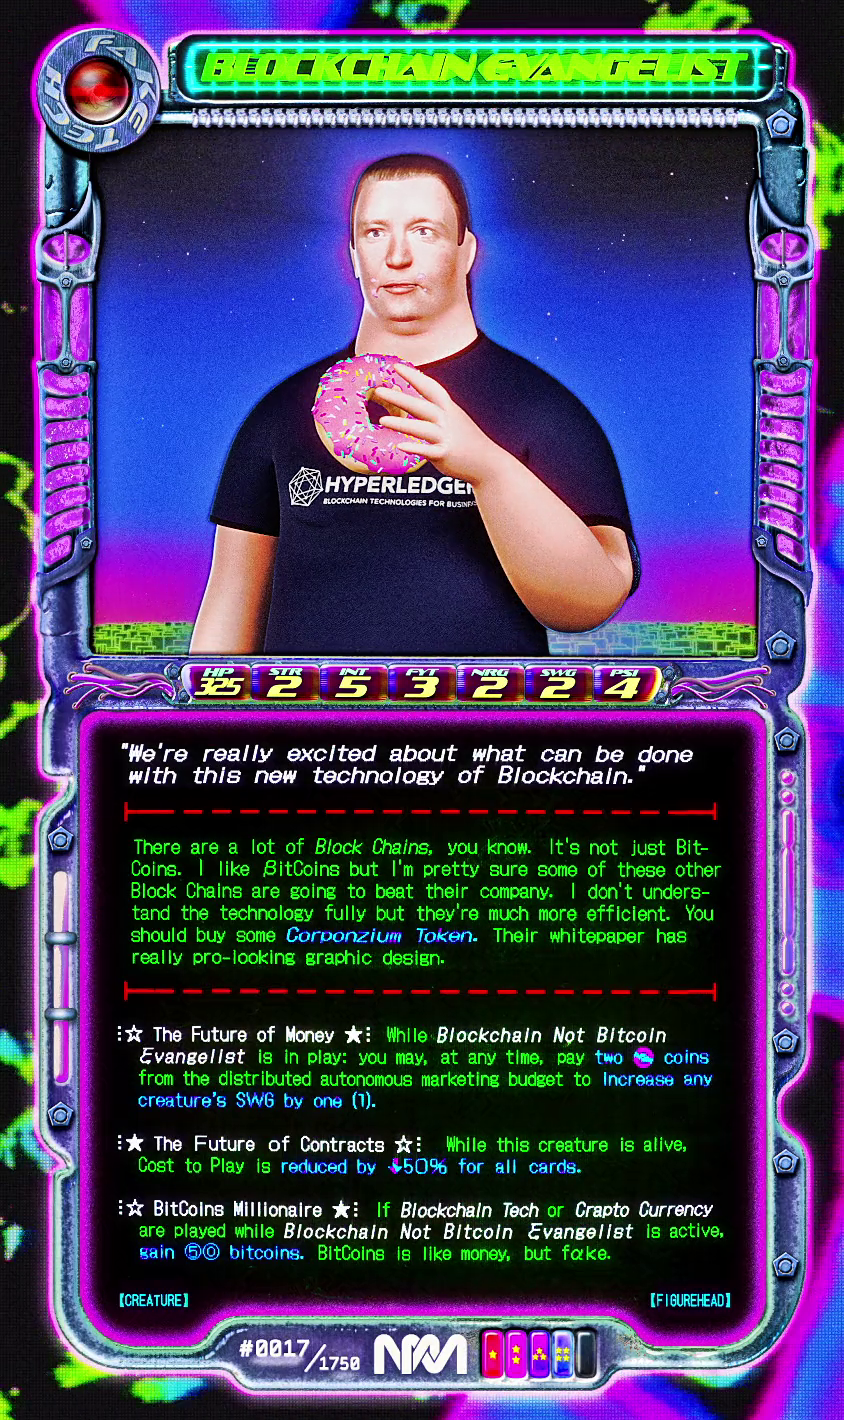 FAKE TECH
BLOCKCHAIN EVANGELIST
HYPERLEDGER
BLOCKCHAIN TECHNOLOGIES FOR BUSINESS
HP STR INT FYT NRG SWG PSI
325 2 5 3 2 2 4
"We're really excited about what can be done
with this new technology of Blockchain."
There are a lot of Block Chains, you know. It's not just Bit-
Coins. I like βitCoins but I'm pretty sure some of these other
Block Chains are going to beat their company. I don't unders-
tand the technology fully but they're much more efficient. You
should buy some Corponzium Token. Their whitepaper has
really pro-looking graphic design.
⫶☆ The Future of Money ★⫶ While Blockchain Not Bitcoin
Evangelist is in play: you may, at any time, pay two coins
from the distributed autonomous marketing budget to increase any
creature's SWG by one (1).
⫶★ The Future of Contracts ☆⫶ While this creature is alive,
Cost to Play is reduced by ↓50% for all cards.
⫶☆ BitCoins Millionaire ★⫶ If Blockchain Tech or Crapto Currency
are played while Blockchain Not Bitcoin Evangelist is active,
gain ⑤⓪ bitcoins. BitCoins is like money, but fαke.
【CREATURE】 【FIGUREHEAD】
#0017/1750